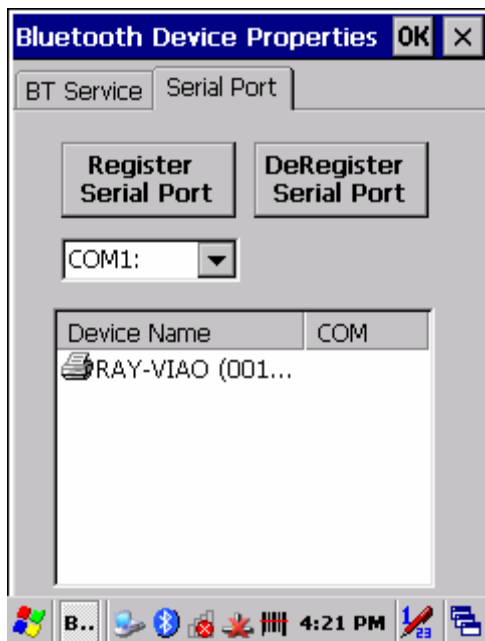 Bluetooth Device Properties OK ×
BT Service Serial Port
Register Serial Port
DeRegister Serial Port
COM1:
Device Name COM
RAY-VIAO (001...
B.. 4:21 PM 23